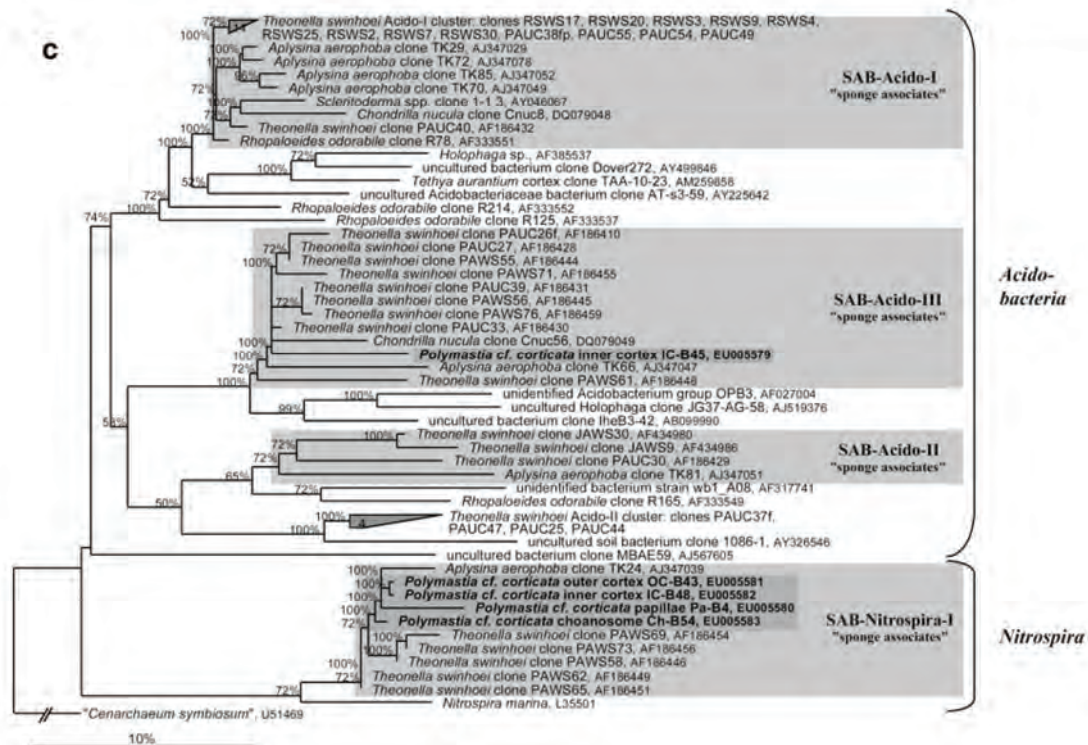 c
Theonella swinhoei Acido-I cluster: clones RSWS17, RSWS20, RSWS3, RSWS9, RSWS4,
RSWS25, RSWS2, RSWS7, RSWS30, PAUC38fp, PAUC55, PAUC54, PAUC49
Aplysina aerophoba clone TK29, AJ347029
Aplysina aerophoba clone TK72, AJ347078
Aplysina aerophoba clone TK85, AJ347052
Aplysina aerophoba clone TK70, AJ347049
Scleritoderma spp. clone 1-1 3, AY046067
Chondrilla nucula clone Cnuc8, DQ079048
Theonella swinhoei clone PAUC40, AF186432
Rhopaloeides odorabile clone R78, AF333551
SAB-Acido-I
"sponge associates"
Holophaga sp., AF385537
uncultured bacterium clone Dover272, AY499846
Tethya aurantium cortex clone TAA-10-23, AM259858
uncultured Acidobacteriaceae bacterium clone AT-s3-59, AY225642
Rhopaloeides odorabile clone R214, AF333552
Rhopaloeides odorabile clone R125, AF333537
Theonella swinhoei clone PAUC26f, AF186410
Theonella swinhoei clone PAUC27, AF186428
Theonella swinhoei clone PAWS55, AF186444
Theonella swinhoei clone PAWS71, AF186455
Theonella swinhoei clone PAUC39, AF186431
Theonella swinhoei clone PAWS56, AF186445
Theonella swinhoei clone PAWS76, AF186459
Theonella swinhoei clone PAUC33, AF186430
Chondrilla nucula clone Cnuc56, DQ079049
Polymastia cf. corticata inner cortex IC-B45, EU005579
Aplysina aerophoba clone TK66, AJ347047
Theonella swinhoei clone PAWS61, AF186448
SAB-Acido-III
"sponge associates"
Acido-
bacteria
unidentified Acidobacterium group OPB3, AF027004
uncultured Holophaga clone JG37-AG-58, AJ519376
uncultured bacterium clone IheB3-42, AB099990
Theonella swinhoei clone JAWS30, AF434980
Theonella swinhoei clone JAWS9, AF434986
Theonella swinhoei clone PAUC30, AF186429
Aplysina aerophoba clone TK81, AJ347051
SAB-Acido-II
"sponge associates"
unidentified bacterium strain wb1_A08, AF317741
Rhopaloeides odorabile clone R165, AF333549
Theonella swinhoei Acido-II cluster: clones PAUC37f,
PAUC47, PAUC25, PAUC44
4
uncultured soil bacterium clone 1086-1, AY326546
uncultured bacterium clone MBAE59, AJ567605
Aplysina aerophoba clone TK24, AJ347039
Polymastia cf. corticata outer cortex OC-B43, EU005581
Polymastia cf. corticata inner cortex IC-B48, EU005582
Polymastia cf. corticata papillae Pa-B4, EU005580
Polymastia cf. corticata choanosome Ch-B54, EU005583
Theonella swinhoei clone PAWS69, AF186454
Theonella swinhoei clone PAWS73, AF186456
Theonella swinhoei clone PAWS58, AF186446
Theonella swinhoei clone PAWS62, AF186449
Theonella swinhoei clone PAWS65, AF186451
SAB-Nitrospira-I
"sponge associates"
Nitrospira
Nitrospira marina, L35501
"Cenarchaeum symbiosum", U51469
10%
72%
100%
100%
100%
96%
72%
100%
100%
100%
72%
100%
52%
72%
100%
74%
72%
100%
72%
100%
100%
72%
100%
100%
99%
58%
100%
72%
72%
65%
72%
50%
100%
100%
100%
100%
100%
72%
100%
100%
72%
72%